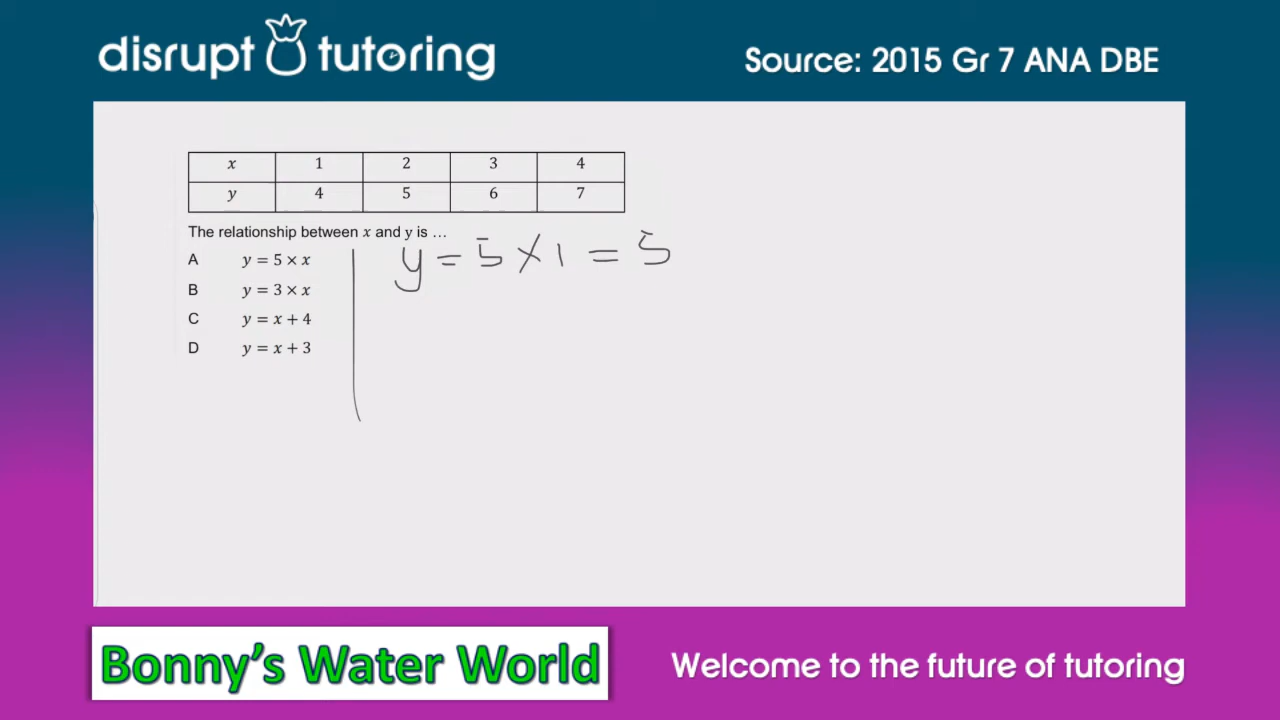 disrupt tutoring
Source: 2015 Gr 7 ANA DBE
x 1 2 3 4
y 4 5 6 7
The relationship between x and y is …
A y = 5 × x
B y = 3 × x
C y = x + 4
D y = x + 3
y = 5 × 1 = 5
Bonny's Water World
Welcome to the future of tutoring